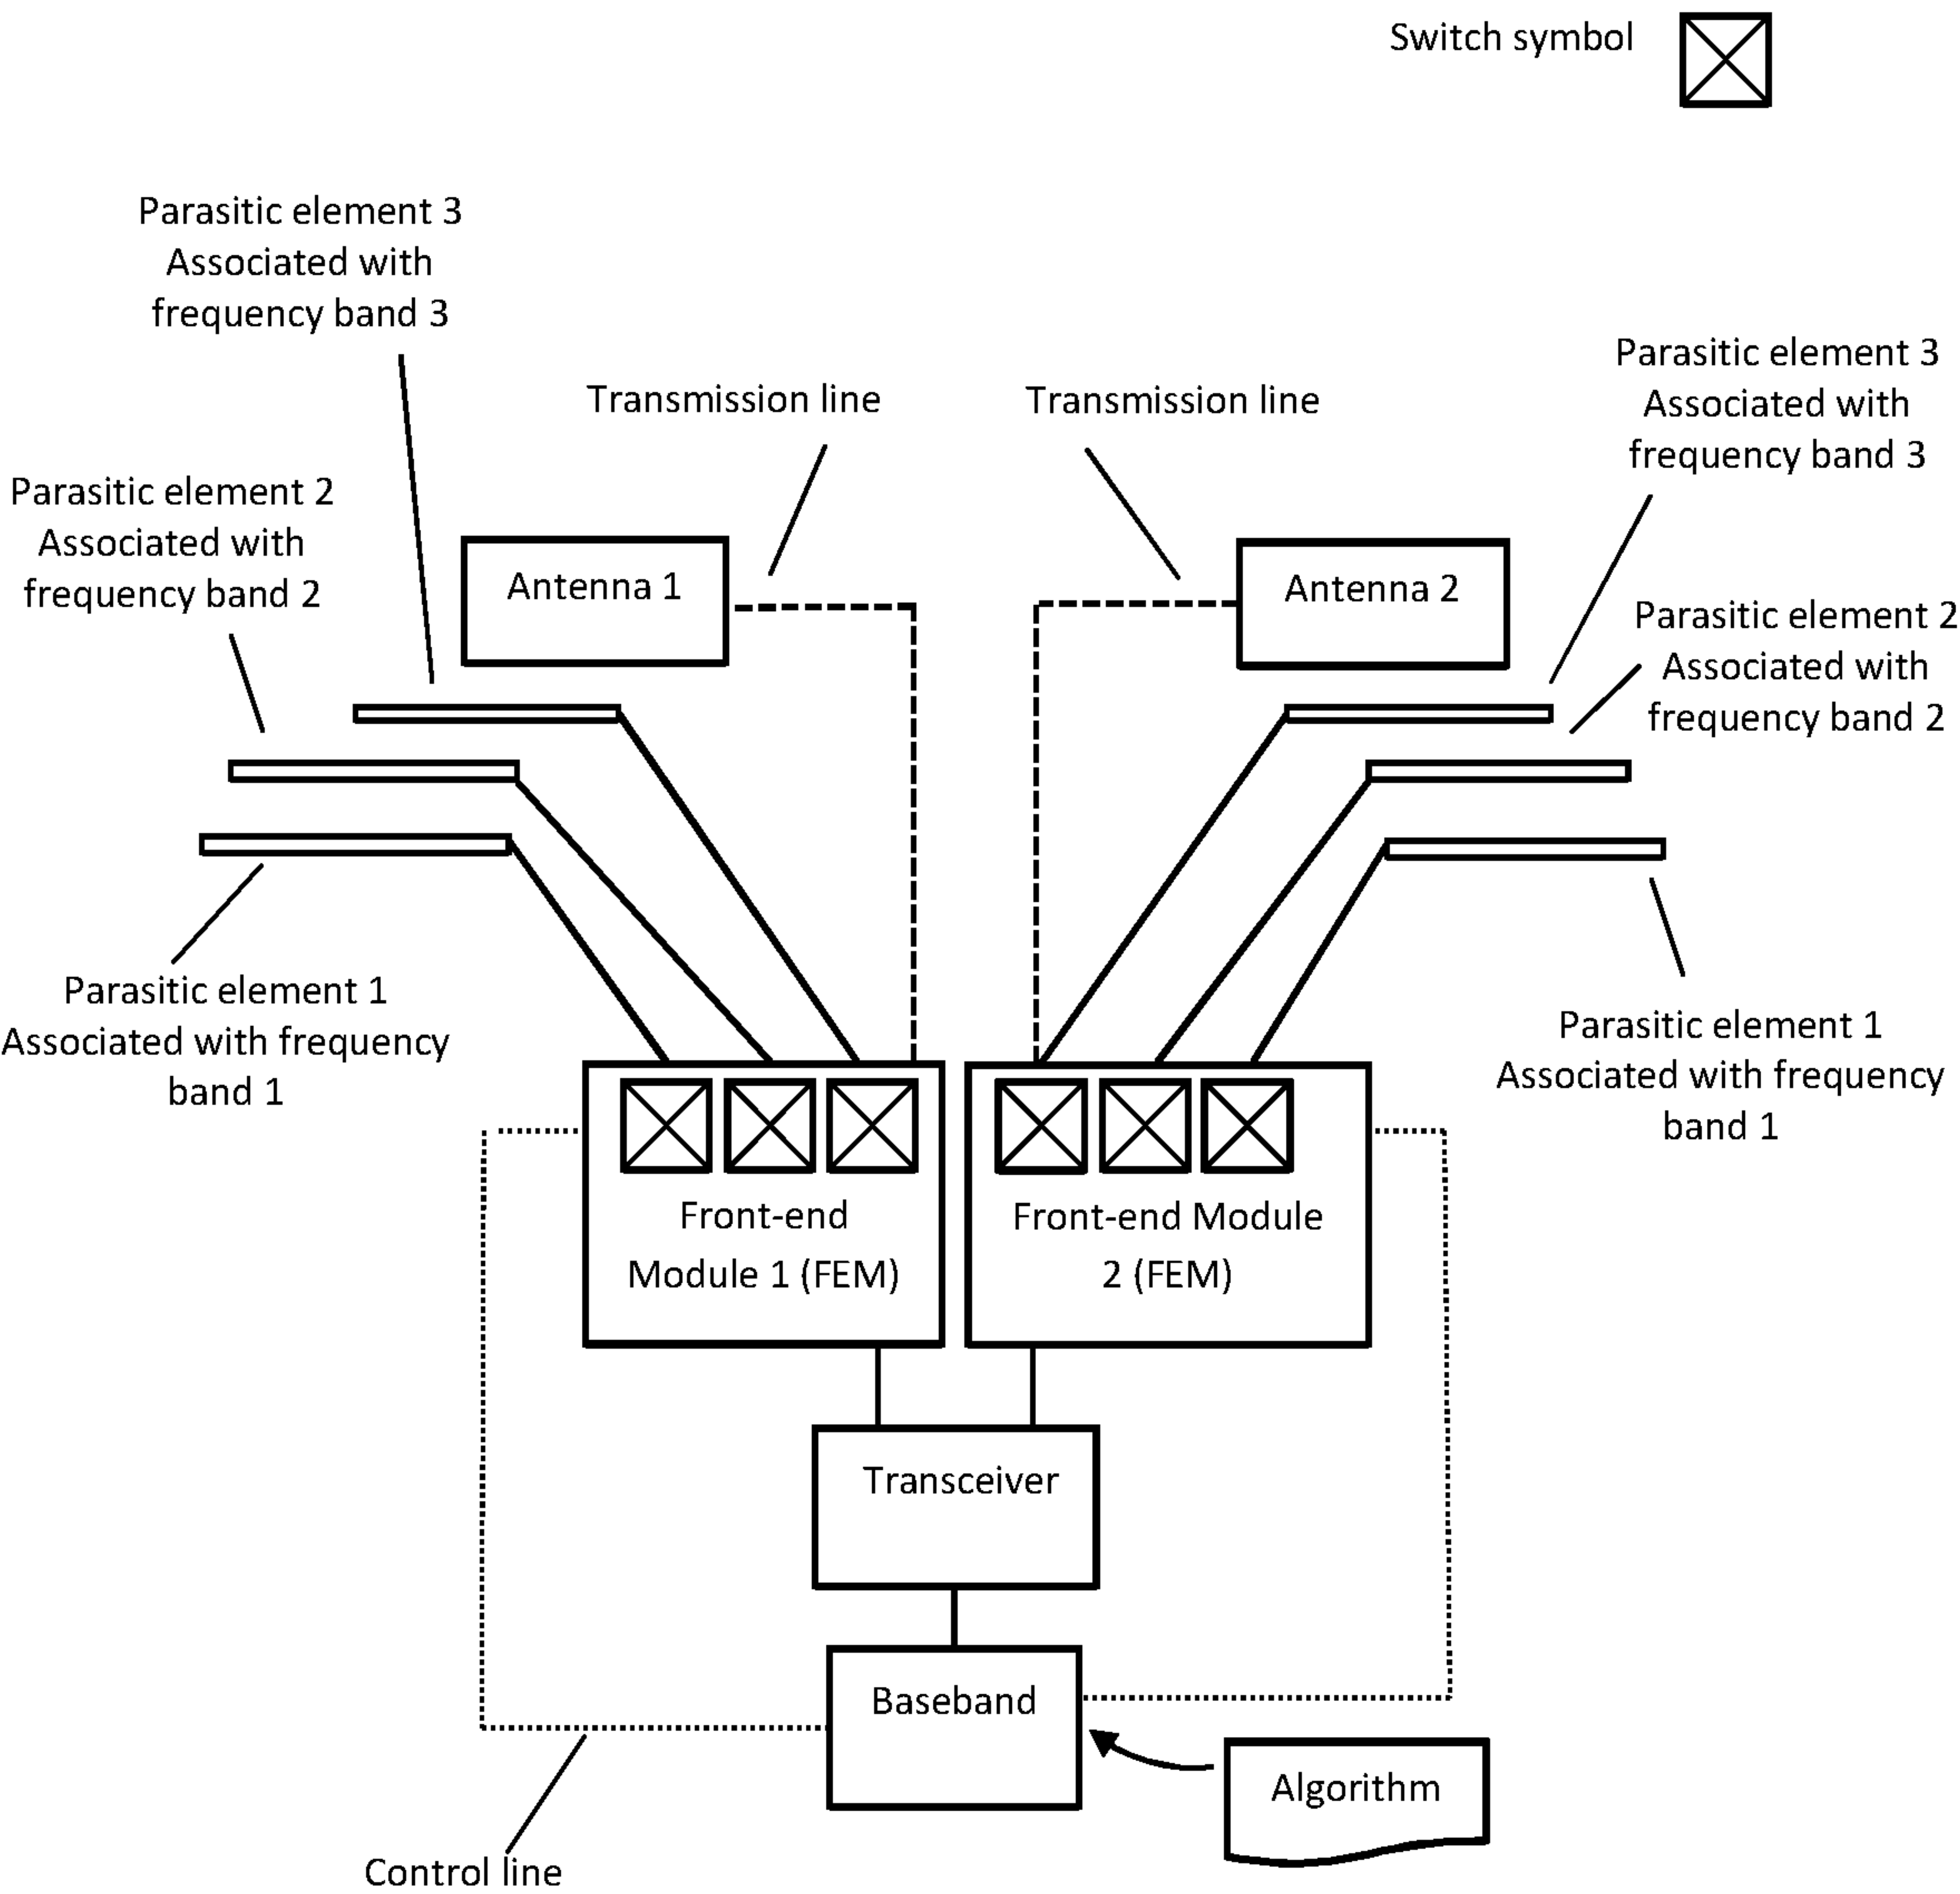 Switch symbol
Parasitic element 3
Associated with
frequency band 3
Parasitic element 3
Associated with
frequency band 3
Transmission line
Transmission line
Parasitic element 2
Associated with
frequency band 2
Antenna 1
Antenna 2
Parasitic element 2
Associated with
frequency band 2
Parasitic element 1
Associated with frequency
band 1
Parasitic element 1
Associated with frequency
band 1
Front-end
Module 1 (FEM)
Front-end Module
2 (FEM)
Transceiver
Baseband
Algorithm
Control line